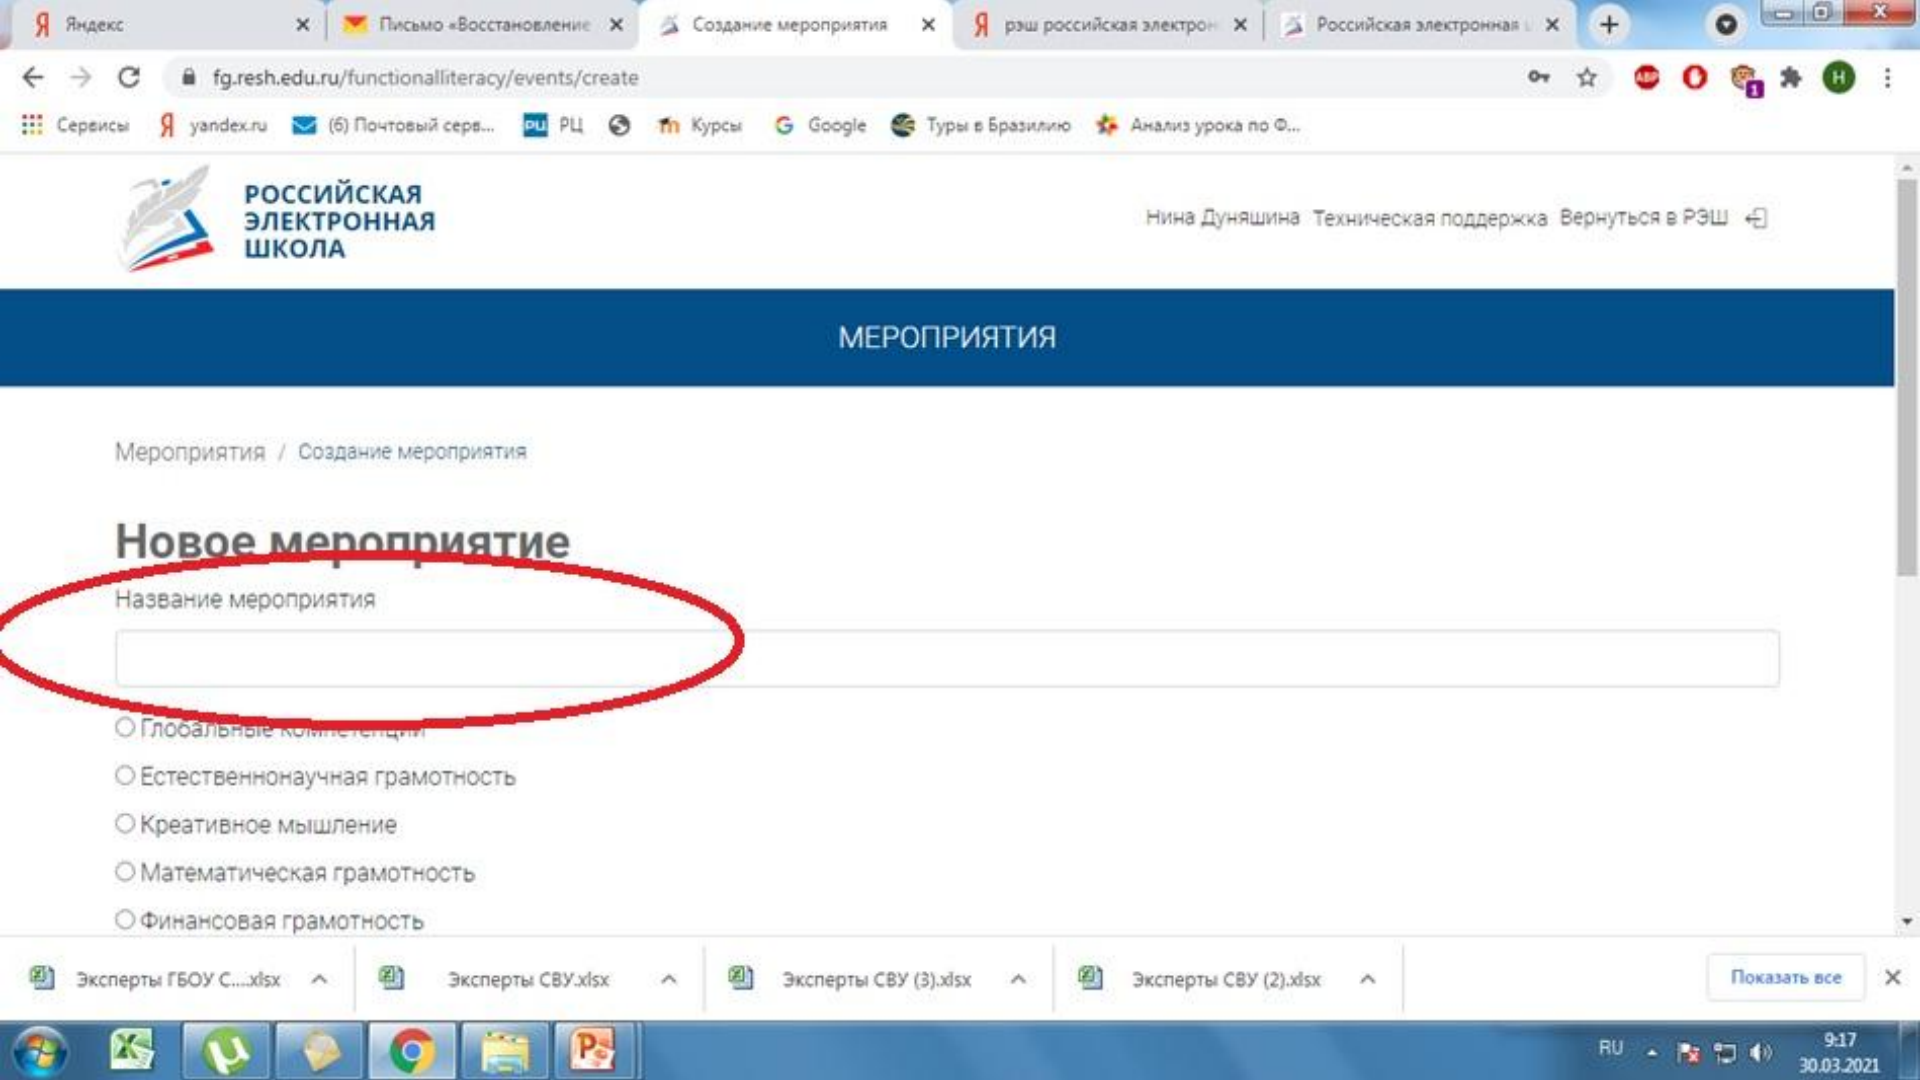 Яндекс
Письмо «Восстановление
Создание мероприятия
рэш российская электрон
Российская электронная
fg.resh.edu.ru/functionalliteracy/events/create
ABP
1
H
Сервисы
yandex.ru
(6) Почтовый серв...
РЦ
Курсы
Google
Туры в Бразилию
Анализ урока по Ф...
РОССИЙСКАЯ
ЭЛЕКТРОННАЯ
ШКОЛА
Нина Дуняшина Техническая поддержка Вернуться в РЭШ
МЕРОПРИЯТИЯ
Мероприятия / Создание мероприятия
Новое мероприятие
Название мероприятия
Глобальные компетенции
Естественнонаучная грамотность
Креативное мышление
Математическая грамотность
Финансовая грамотность
Эксперты ГБОУ С....xlsx
Эксперты СВУ.xlsx
Эксперты СВУ (3).xlsx
Эксперты СВУ (2).xlsx
Показать все
RU
9:17
30.03.2021